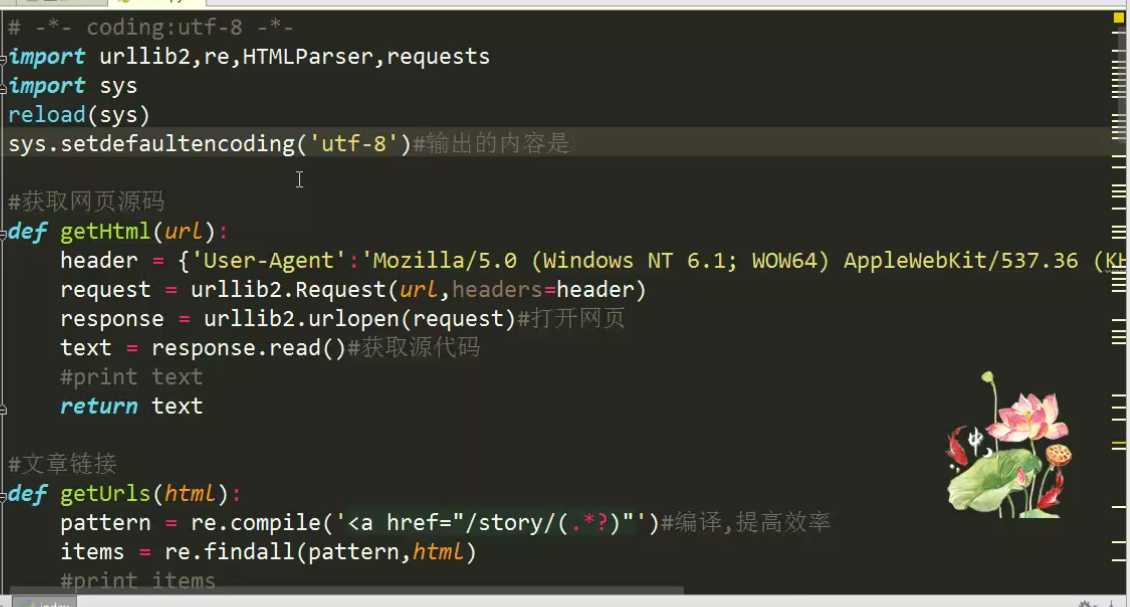 # -*- coding:utf-8 -*-
import urllib2,re,HTMLParser,requests
import sys
reload(sys)
sys.setdefaultencoding('utf-8')#输出的内容是
#获取网页源码
def getHtml(url):
    header = {'User-Agent':'Mozilla/5.0 (Windows NT 6.1; WOW64) AppleWebKit/537.36 (KH
    request = urllib2.Request(url,headers=header)
    response = urllib2.urlopen(request)#打开网页
    text = response.read()#获取源代码
    #print text
    return text
中
#文章链接
def getUrls(html):
    pattern = re.compile('<a href="/story/(.*?)"')#编译,提高效率
    items = re.findall(pattern,html)
    #print items
index